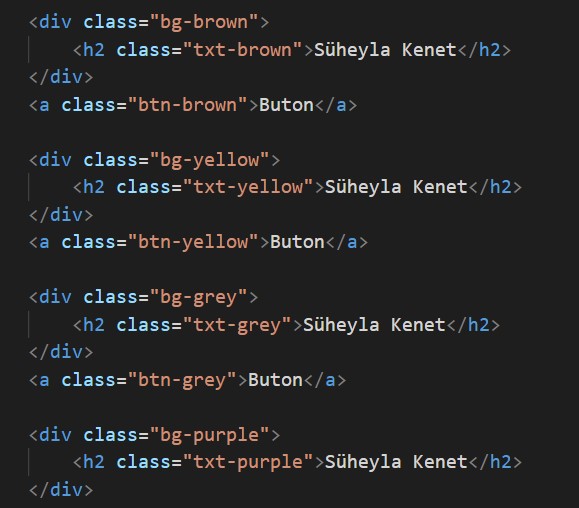 <div class="bg-brown">
    <h2 class="txt-brown">Süheyla Kenet</h2>
</div>
<a class="btn-brown">Buton</a>
<div class="bg-yellow">
    <h2 class="txt-yellow">Süheyla Kenet</h2>
</div>
<a class="btn-yellow">Buton</a>
<div class="bg-grey">
    <h2 class="txt-grey">Süheyla Kenet</h2>
</div>
<a class="btn-grey">Buton</a>
<div class="bg-purple">
    <h2 class="txt-purple">Süheyla Kenet</h2>
</div>